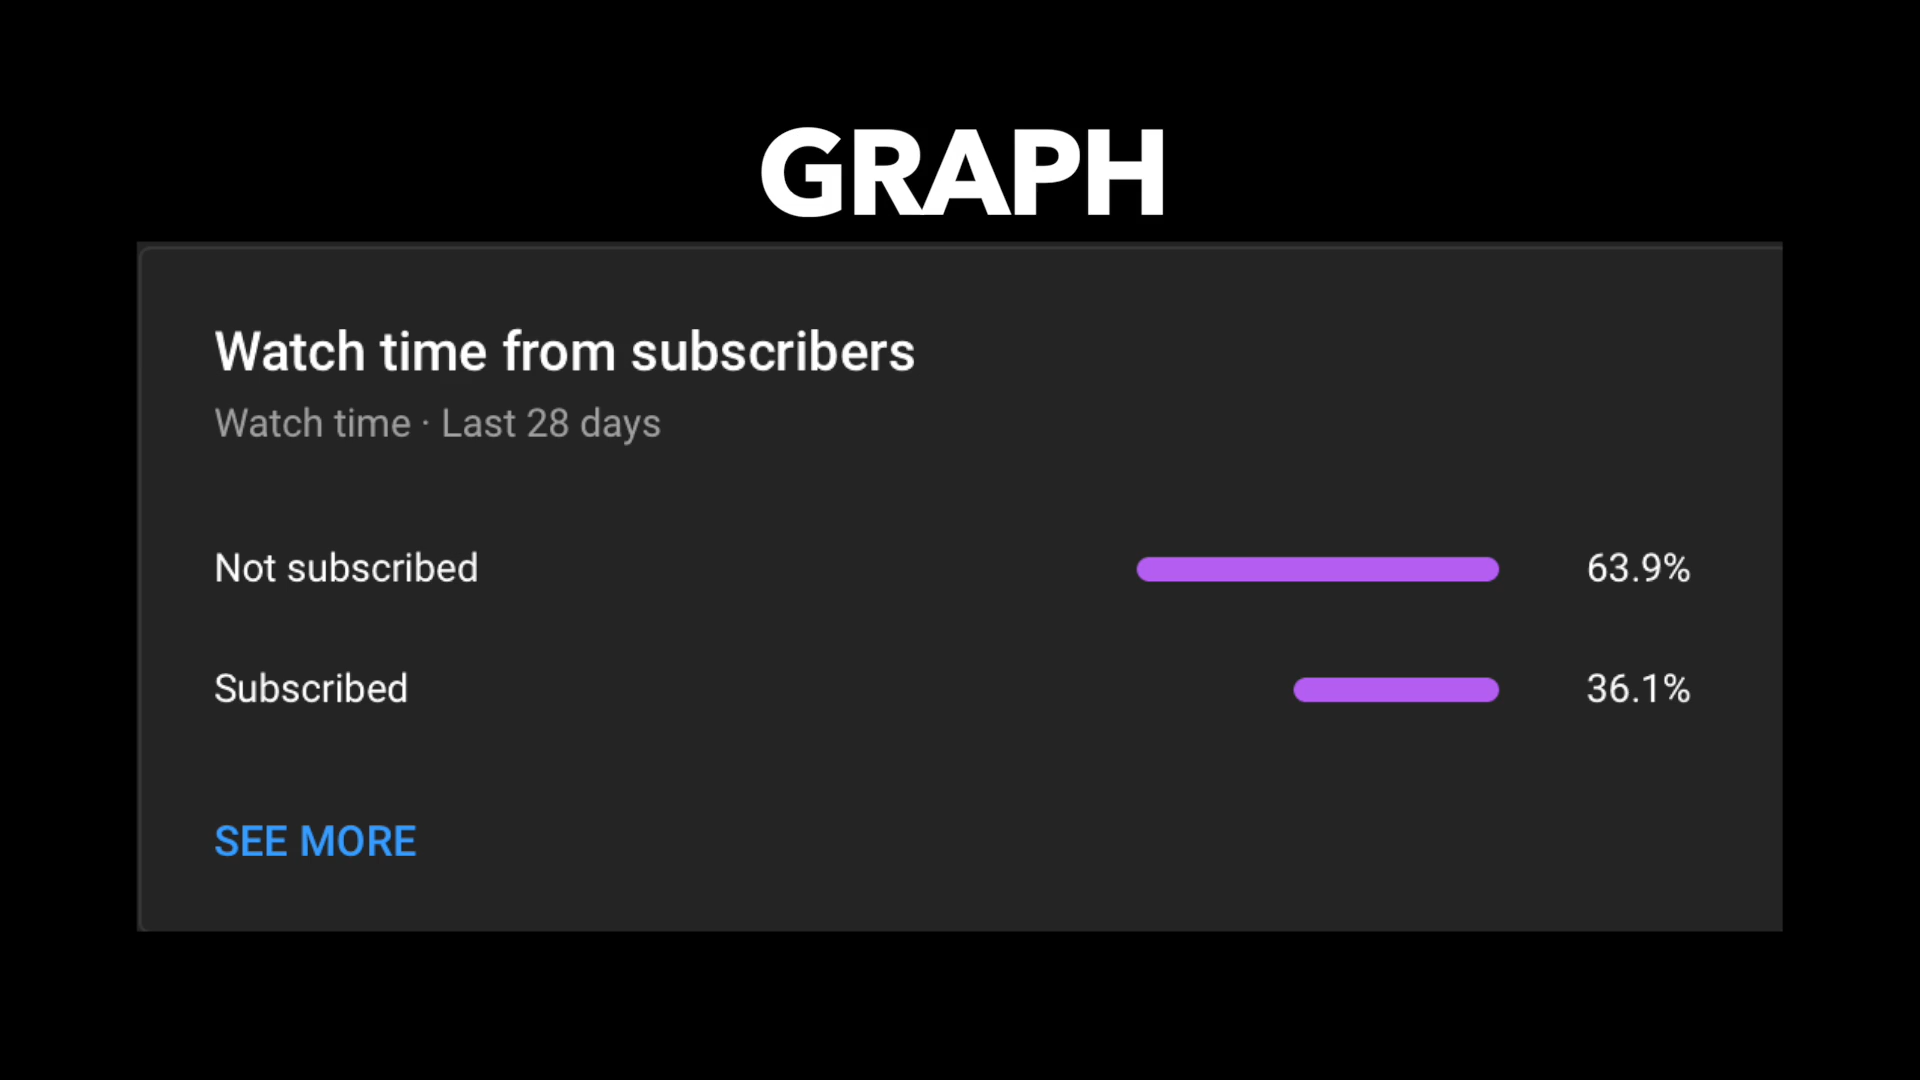 GRAPH
Watch time from subscribers
Watch time · Last 28 days
Not subscribed 63.9%
Subscribed 36.1%
SEE MORE